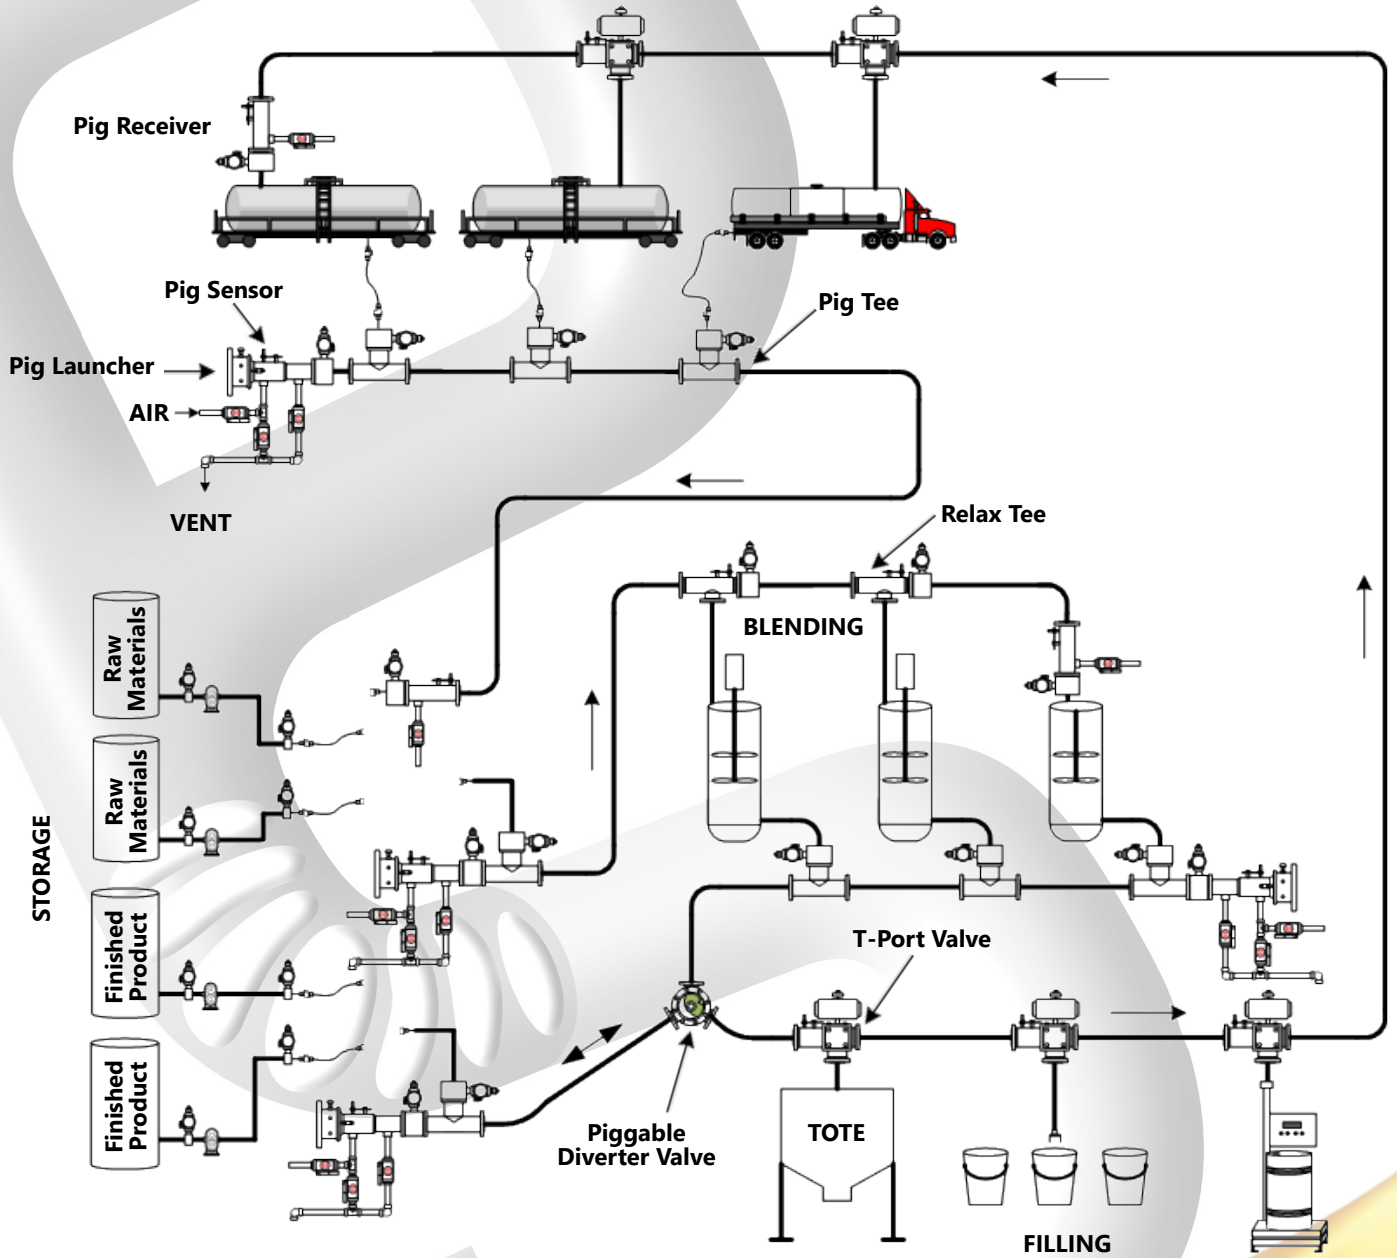 Pig Receiver
Pig Sensor
Pig Tee
Pig Launcher
AIR
VENT
Relax Tee
BLENDING
STORAGE
Raw
Materials
Raw
Materials
Finished
Product
Finished
Product
T-Port Valve
Piggable
Diverter Valve
TOTE
FILLING